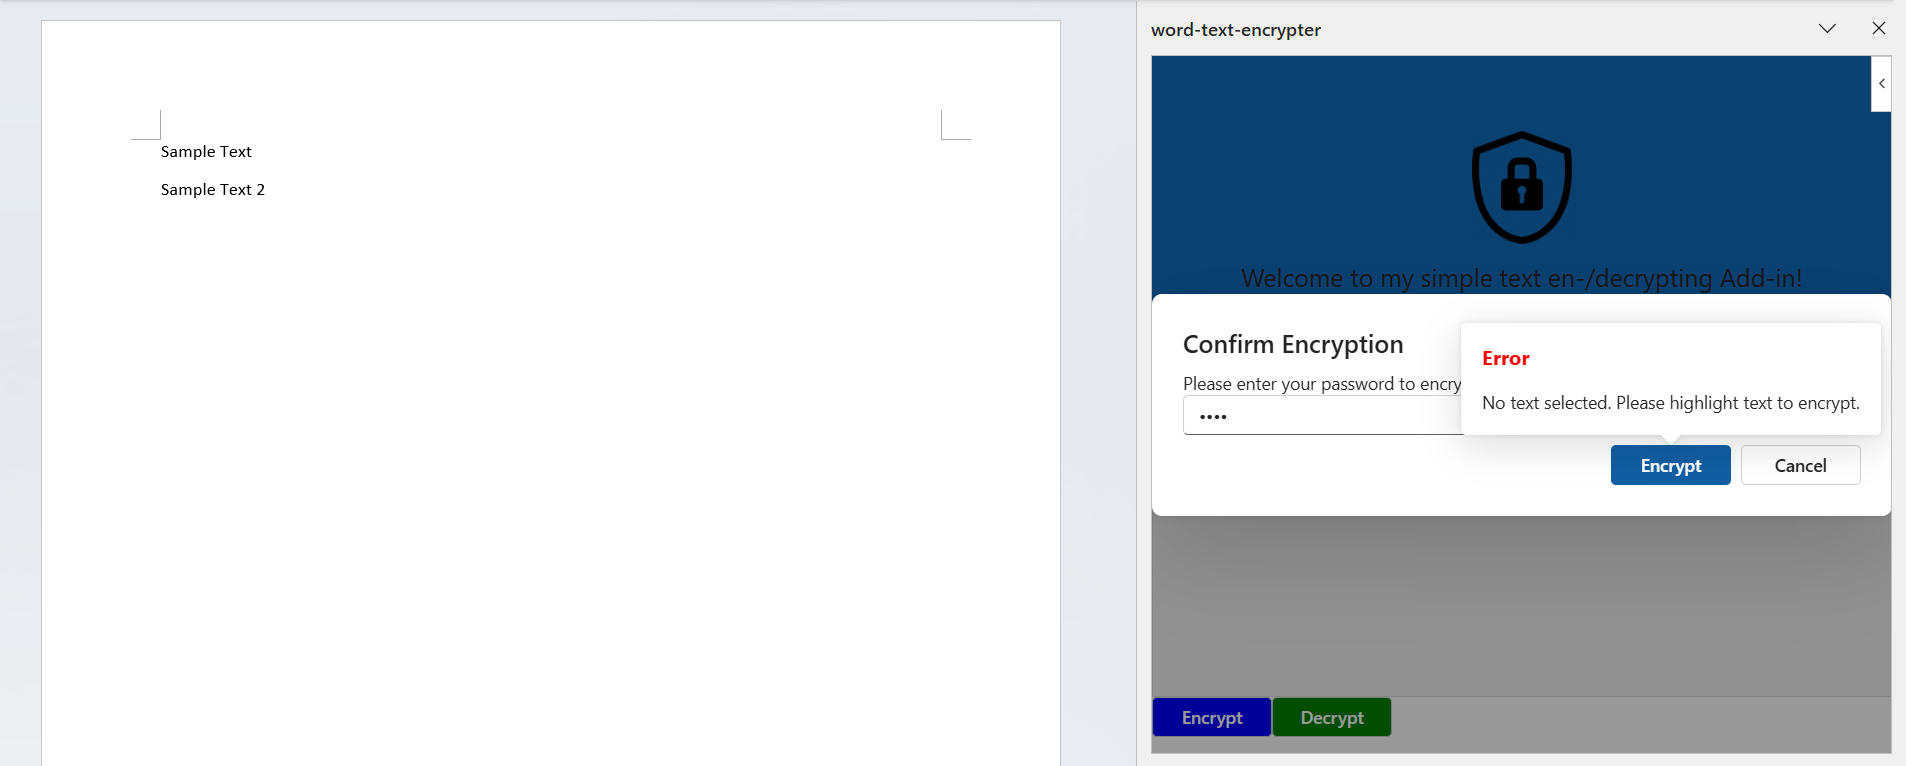 word-text-encrypter
Sample Text
Sample Text 2
Welcome to my simple text en-/decrypting Add-in!
Confirm Encryption
Please enter your password to encry
••••
Error
No text selected. Please highlight text to encrypt.
Encrypt
Cancel
Encrypt
Decrypt